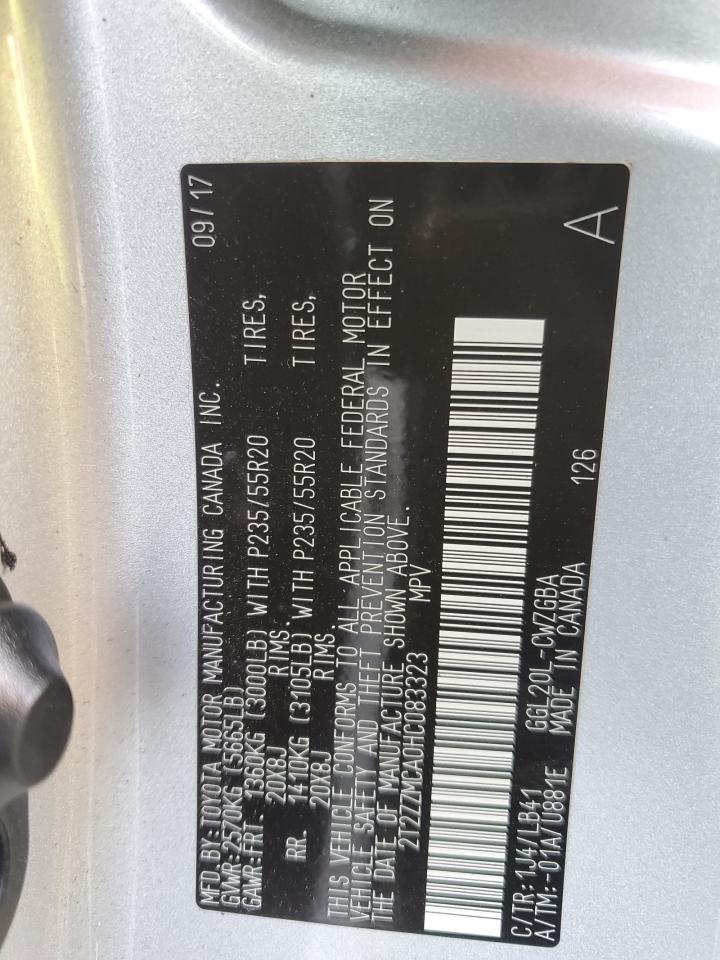 MFD. BY: TOYOTA MOTOR MANUFACTURING CANADA INC. 09/17
GVWR: 2570KG (5665LB)
GAWR: FRT. 1360KG (3000LB) WITH P235/55R20 TIRES,
20X8J RIMS.
RR. 1410KG (3105LB) WITH P235/55R20 TIRES,
20X8J RIMS.
THIS VEHICLE CONFORMS TO ALL APPLICABLE FEDERAL MOTOR
VEHICLE SAFETY AND THEFT PREVENTION STANDARDS IN EFFECT ON
THE DATE OF MANUFACTURE SHOWN ABOVE.
2T2ZZMCA0HC083323 MPV
C/TR: 1J4/LB41 GGL20L-CWZGBA
A/TM: -01A/U881E MADE IN CANADA 126 A